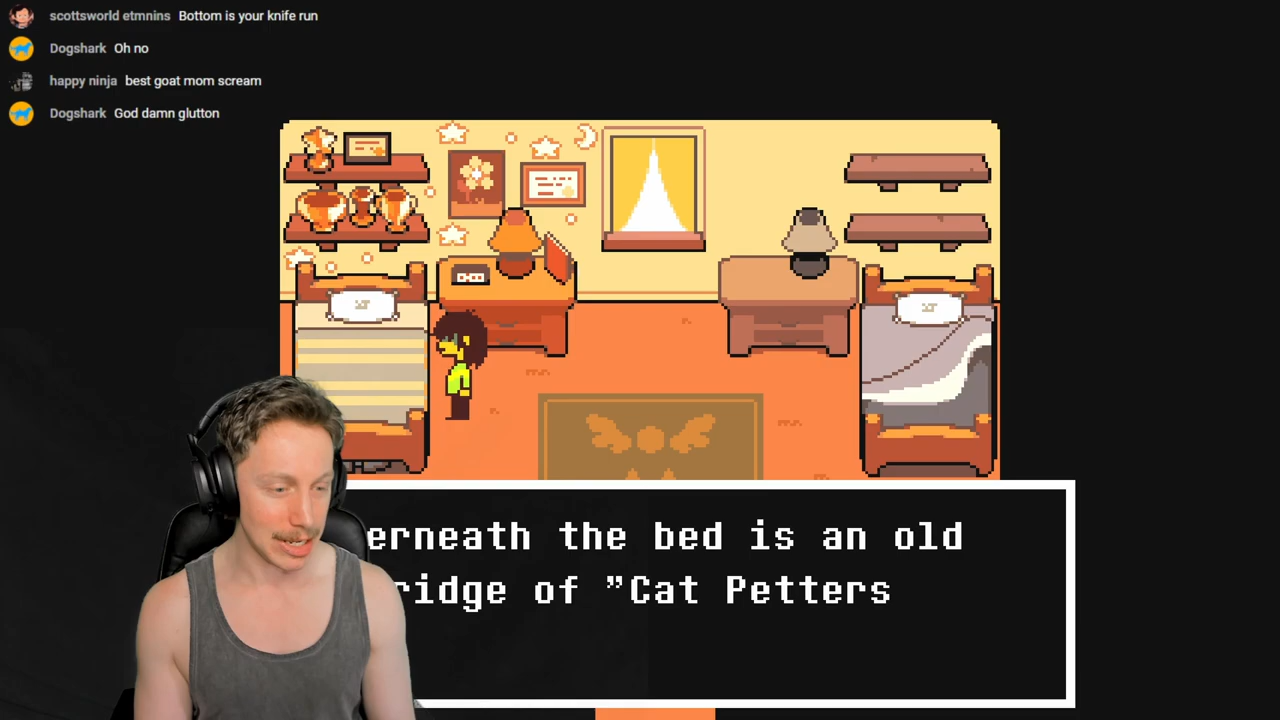 scottsworld etmnins Bottom is your knife run
Dogshark Oh no
happy ninja best goat mom scream
Dogshark God damn glutton
erneath the bed is an old
ridge of "Cat Petters